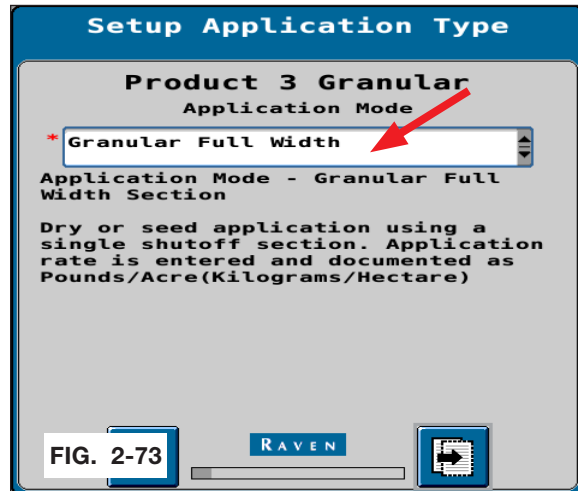 Setup Application Type
Product 3 Granular
Application Mode
* Granular Full Width
Application Mode - Granular Full
Width Section
Dry or seed application using a
single shutoff section. Application
rate is entered and documented as
Pounds/Acre(Kilograms/Hectare)
FIG. 2-73
RAVEN